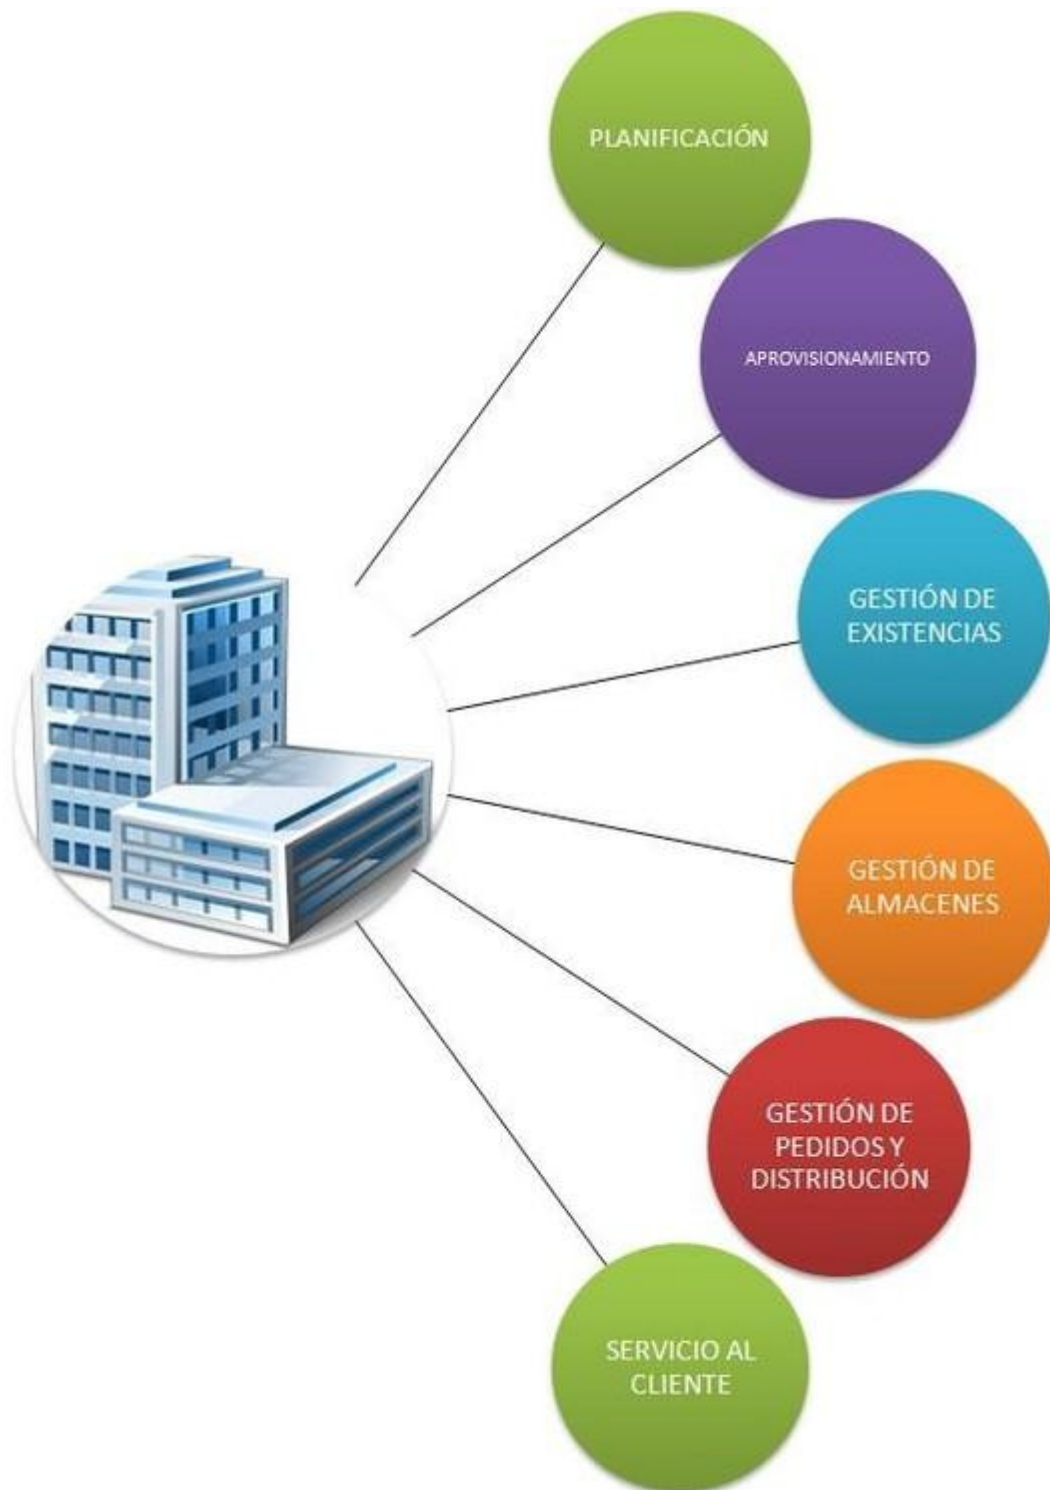 PLANIFICACIÓN
APROVISIONAMIENTO
GESTIÓN DE
EXISTENCIAS
GESTIÓN DE
ALMACENES
GESTIÓN DE
PEDIDOS Y
DISTRIBUCIÓN
SERVICIO AL
CLIENTE